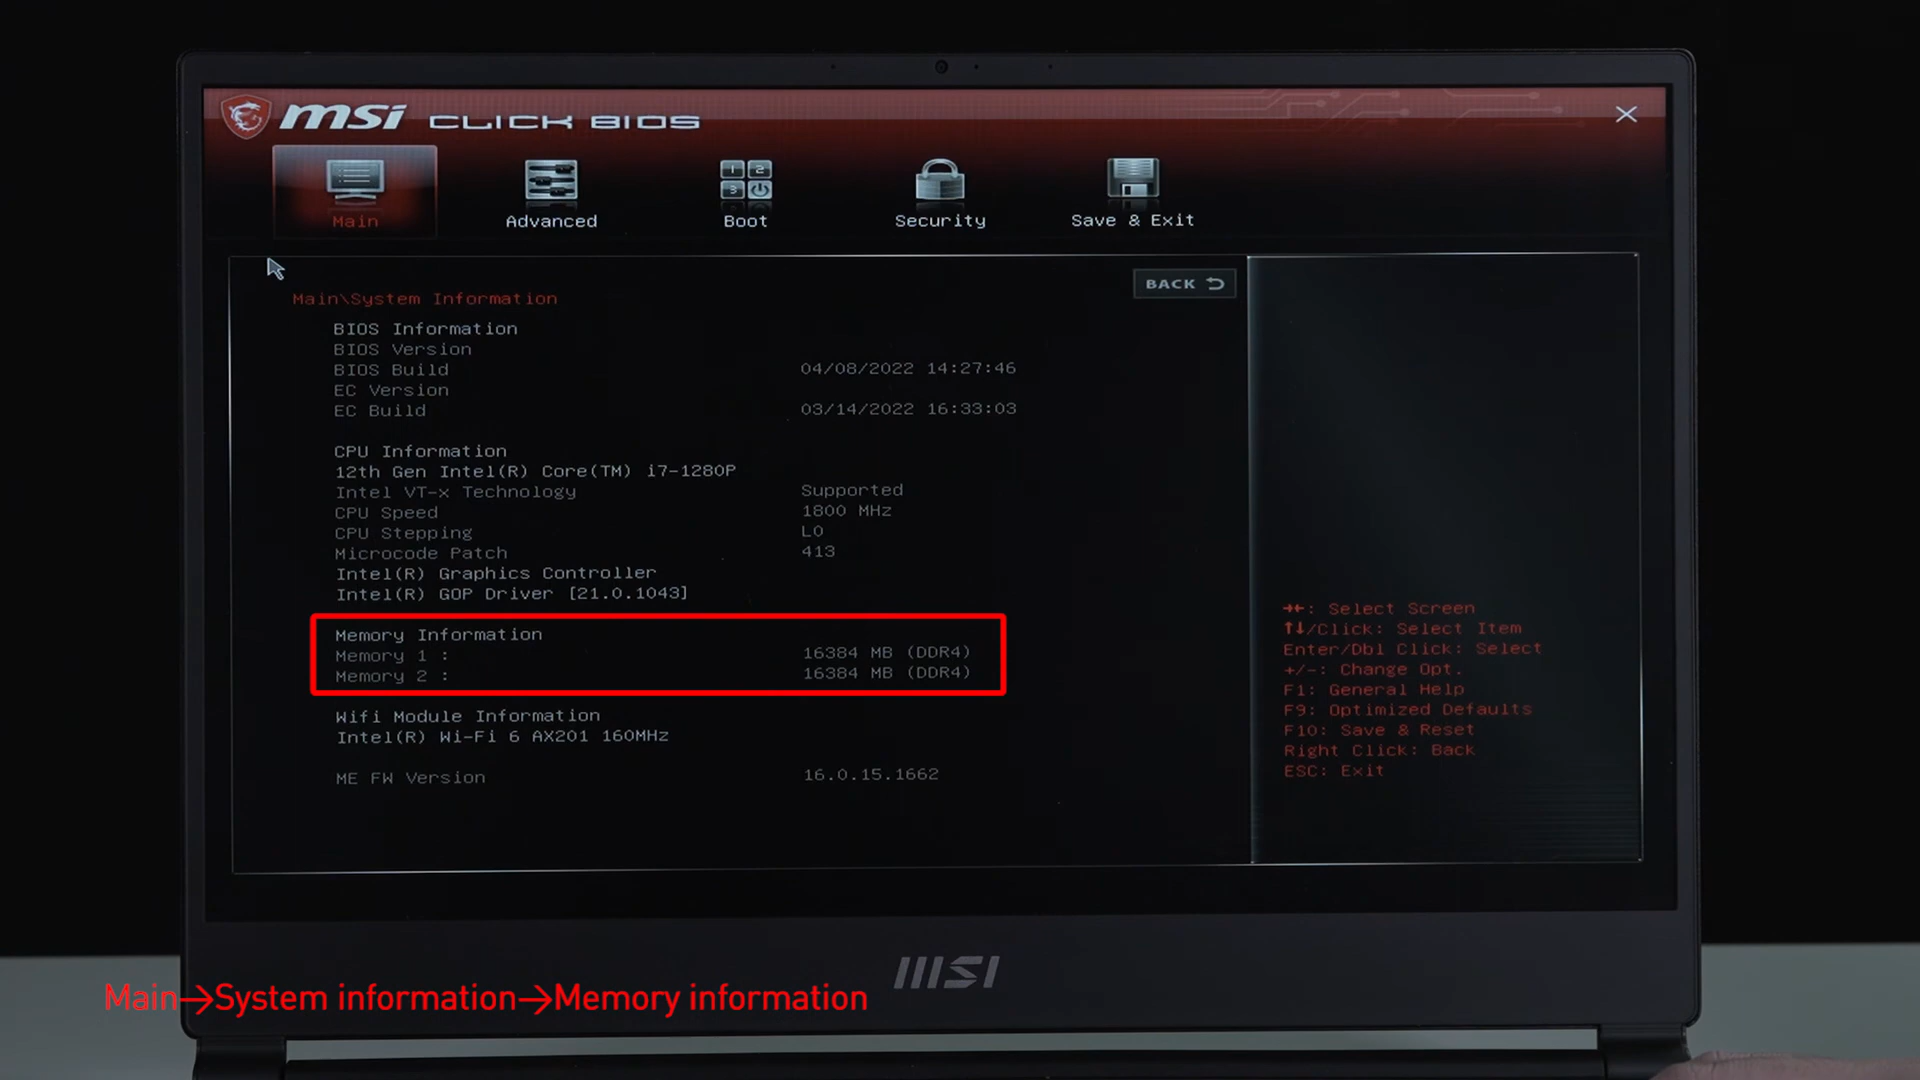 msi CLICK BIOS
Main
Advanced
1 2 3
Boot
Security
Save & Exit
BACK
Main\System Information
BIOS Information
BIOS Version
BIOS Build 04/08/2022 14:27:46
EC Version
EC Build 03/14/2022 16:33:03
CPU Information
12th Gen Intel(R) Core(TM) i7-1280P
Intel VT-x Technology Supported
CPU Speed 1800 MHz
CPU Stepping L0
Microcode Patch 413
Intel(R) Graphics Controller
Intel(R) GOP Driver [21.0.1043]
Memory Information
Memory 1 : 16384 MB (DDR4)
Memory 2 : 16384 MB (DDR4)
Wifi Module Information
Intel(R) Wi-Fi 6 AX201 160MHz
ME FW Version 16.0.15.1662
→←: Select Screen
↑↓/Click: Select Item
Enter/Dbl Click: Select
+/-: Change Opt.
F1: General Help
F9: Optimized Defaults
F10: Save & Reset
Right Click: Back
ESC: Exit
msi
Main→System information→Memory information